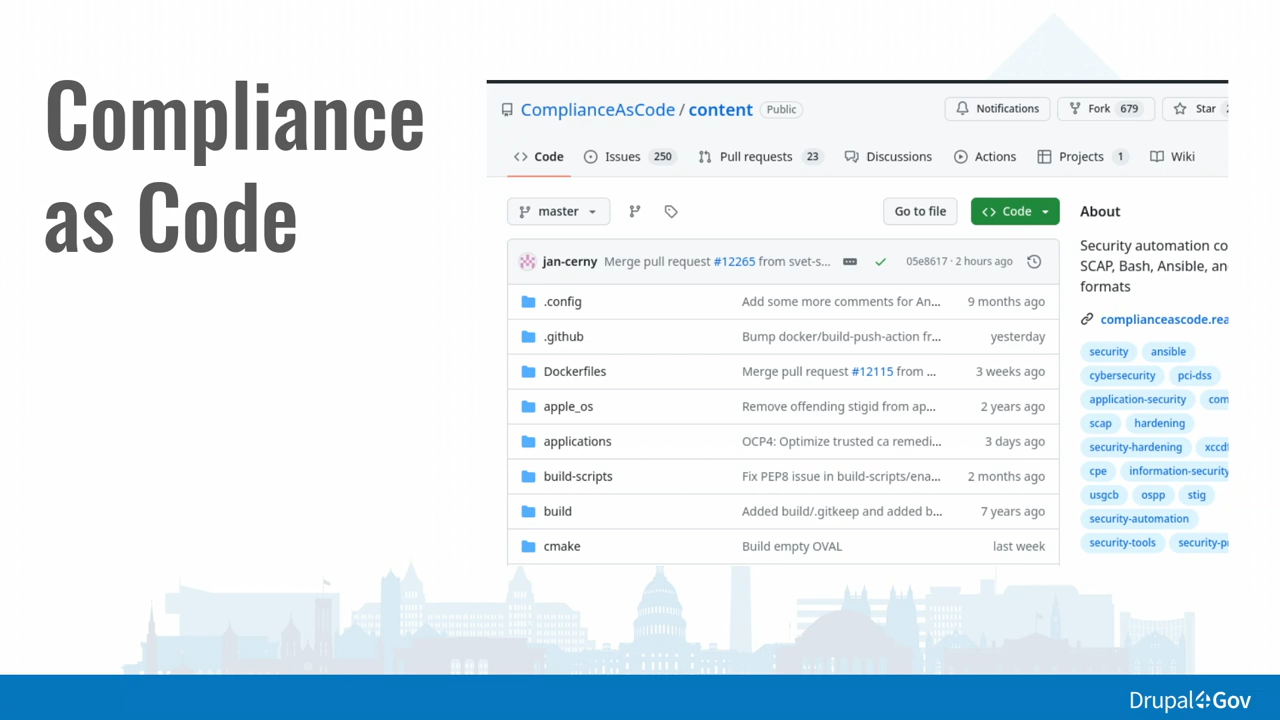 Compliance
as Code
ComplianceAsCode / content Public
Notifications Fork 679 Star
Code Issues 250 Pull requests 23 Discussions Actions Projects 1 Wiki
master Go to file Code
jan-cerny Merge pull request #12265 from svet-s... 05e8617 · 2 hours ago
.config Add some more comments for An... 9 months ago
.github Bump docker/build-push-action fr... yesterday
Dockerfiles Merge pull request #12115 from ... 3 weeks ago
apple_os Remove offending stigid from ap... 2 years ago
applications OCP4: Optimize trusted ca remedi... 3 days ago
build-scripts Fix PEP8 issue in build-scripts/ena... 2 months ago
build Added build/.gitkeep and added b... 7 years ago
cmake Build empty OVAL last week
About
Security automation co
SCAP, Bash, Ansible, an
formats
complianceascode.rea
security ansible
cybersecurity pci-dss
application-security com
scap hardening
security-hardening xccd
cpe information-security
usgcb ospp stig
security-automation
security-tools security-p
Drupal4Gov